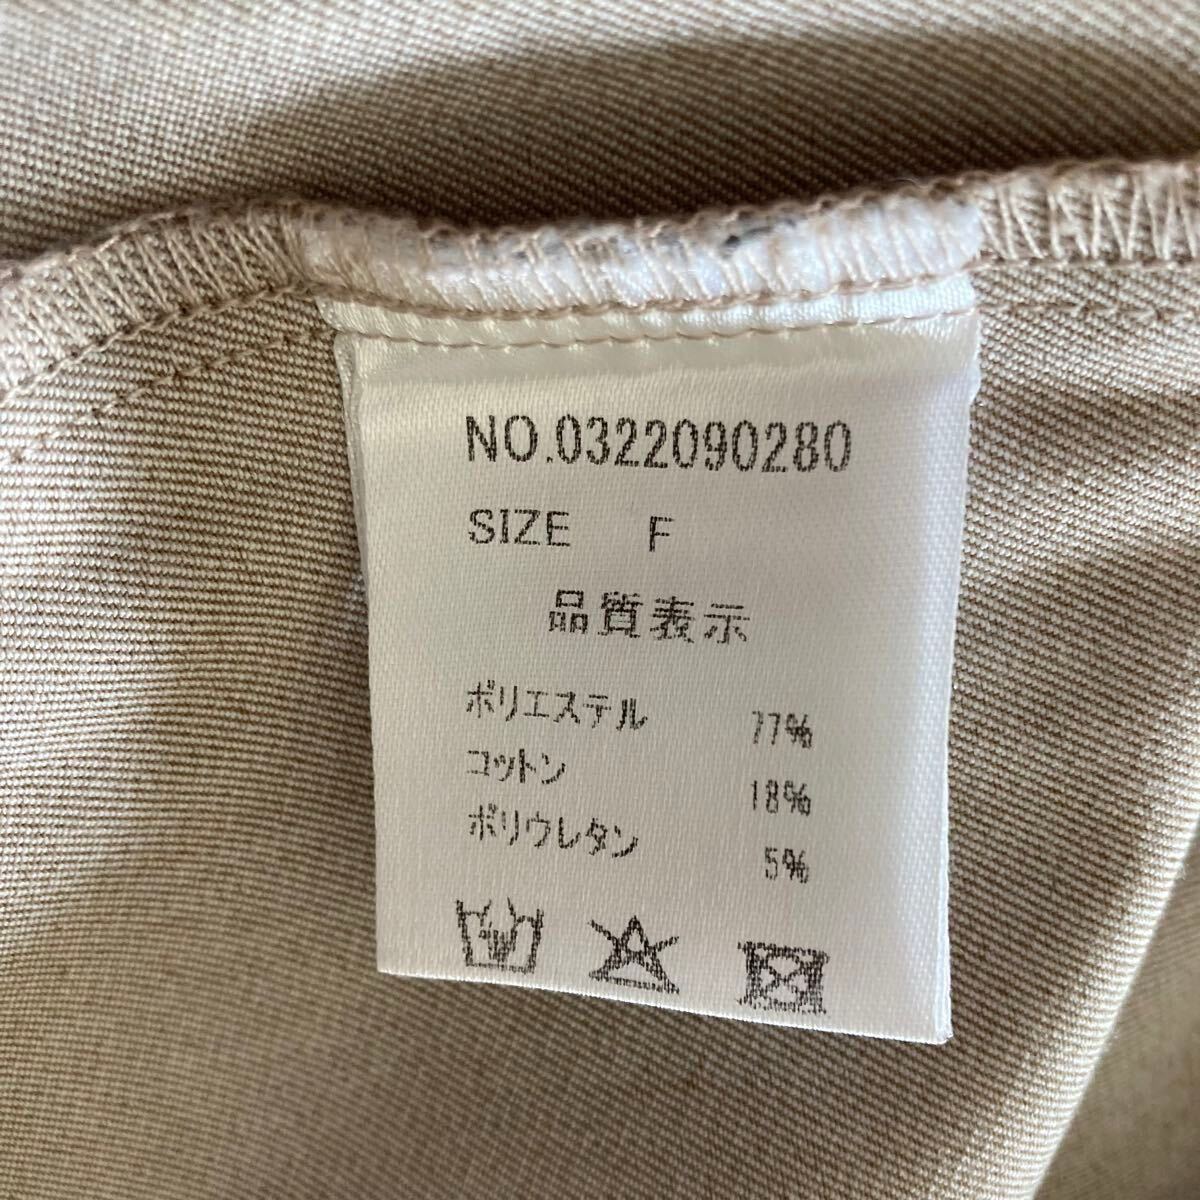 NO.0322090280
SIZE F
品質表示
ポリエステル 77%
コットン 18%
ポリウレタン 5%